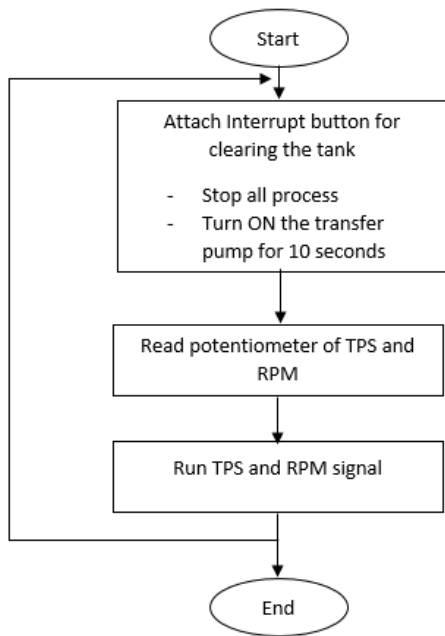 Start
Attach Interrupt button for
clearing the tank
- Stop all process
- Turn ON the transfer
pump for 10 seconds
Read potentiometer of TPS and
RPM
Run TPS and RPM signal
End